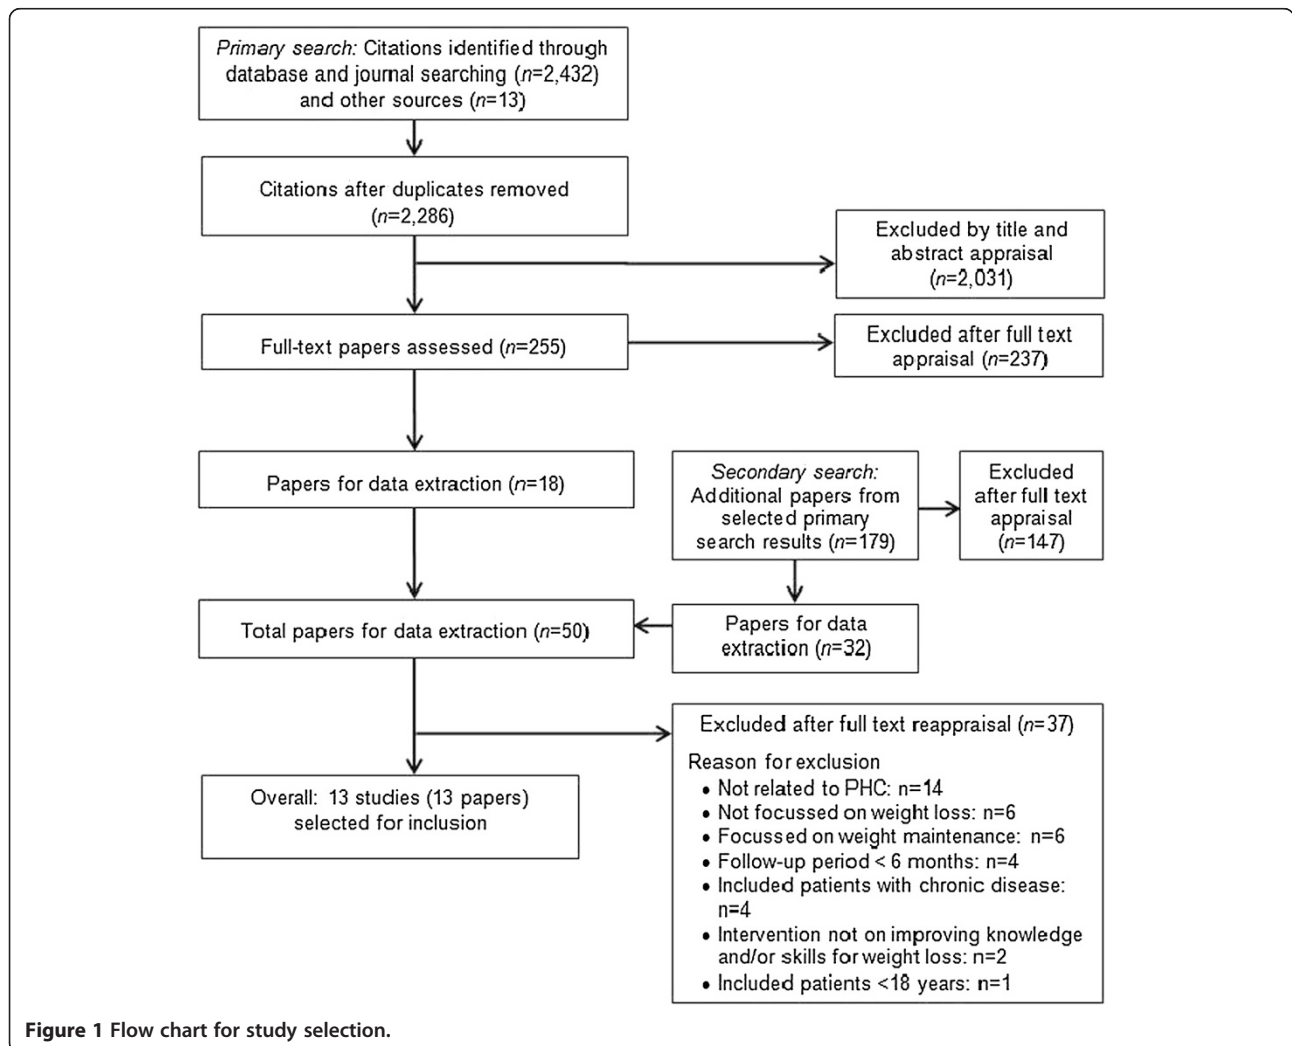 Primary search: Citations identified through
database and journal searching (n=2,432)
and other sources (n=13)
Citations after duplicates removed
(n=2,286)
Excluded by title and
abstract appraisal
(n=2,031)
Full-text papers assessed (n=255)
Excluded after full text
appraisal (n=237)
Papers for data extraction (n=18)
Secondary search:
Additional papers from
selected primary
search results (n=179)
Excluded
after full text
appraisal
(n=147)
Total papers for data extraction (n=50)
Papers for data
extraction (n=32)
Excluded after full text reappraisal (n=37)
Reason for exclusion
• Not related to PHC: n=14
• Not focussed on weight loss: n=6
• Focussed on weight maintenance: n=6
• Follow-up period < 6 months: n=4
• Included patients with chronic disease:
n=4
• Intervention not on improving knowledge
and/or skills for weight loss: n=2
• Included patients <18 years: n=1
Overall: 13 studies (13 papers)
selected for inclusion
Figure 1 Flow chart for study selection.